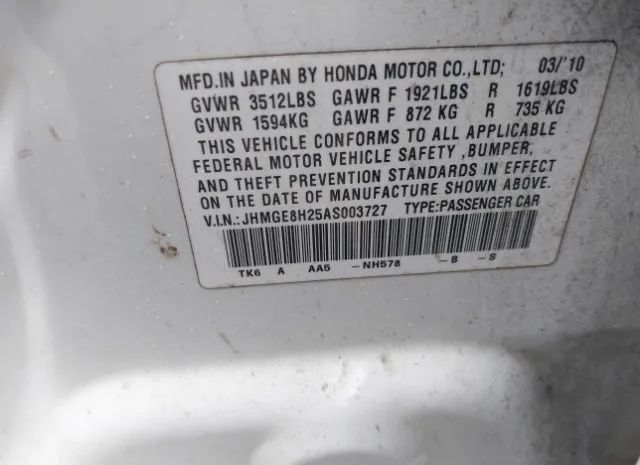 MFD.IN JAPAN BY HONDA MOTOR CO.,LTD; 03/'10
GVWR 3512LBS GAWR F 1921LBS R 1619LBS
GVWR 1594KG GAWR F 872 KG R 735 KG
THIS VEHICLE CONFORMS TO ALL APPLICABLE
FEDERAL MOTOR VEHICLE SAFETY ,BUMPER,
AND THEFT PREVENTION STANDARDS IN EFFECT
ON THE DATE OF MANUFACTURE SHOWN ABOVE.
V.I.N.: JHMGE8H25AS003727 TYPE:PASSENGER CAR
TK6 A AA5 -NH578 -B -S